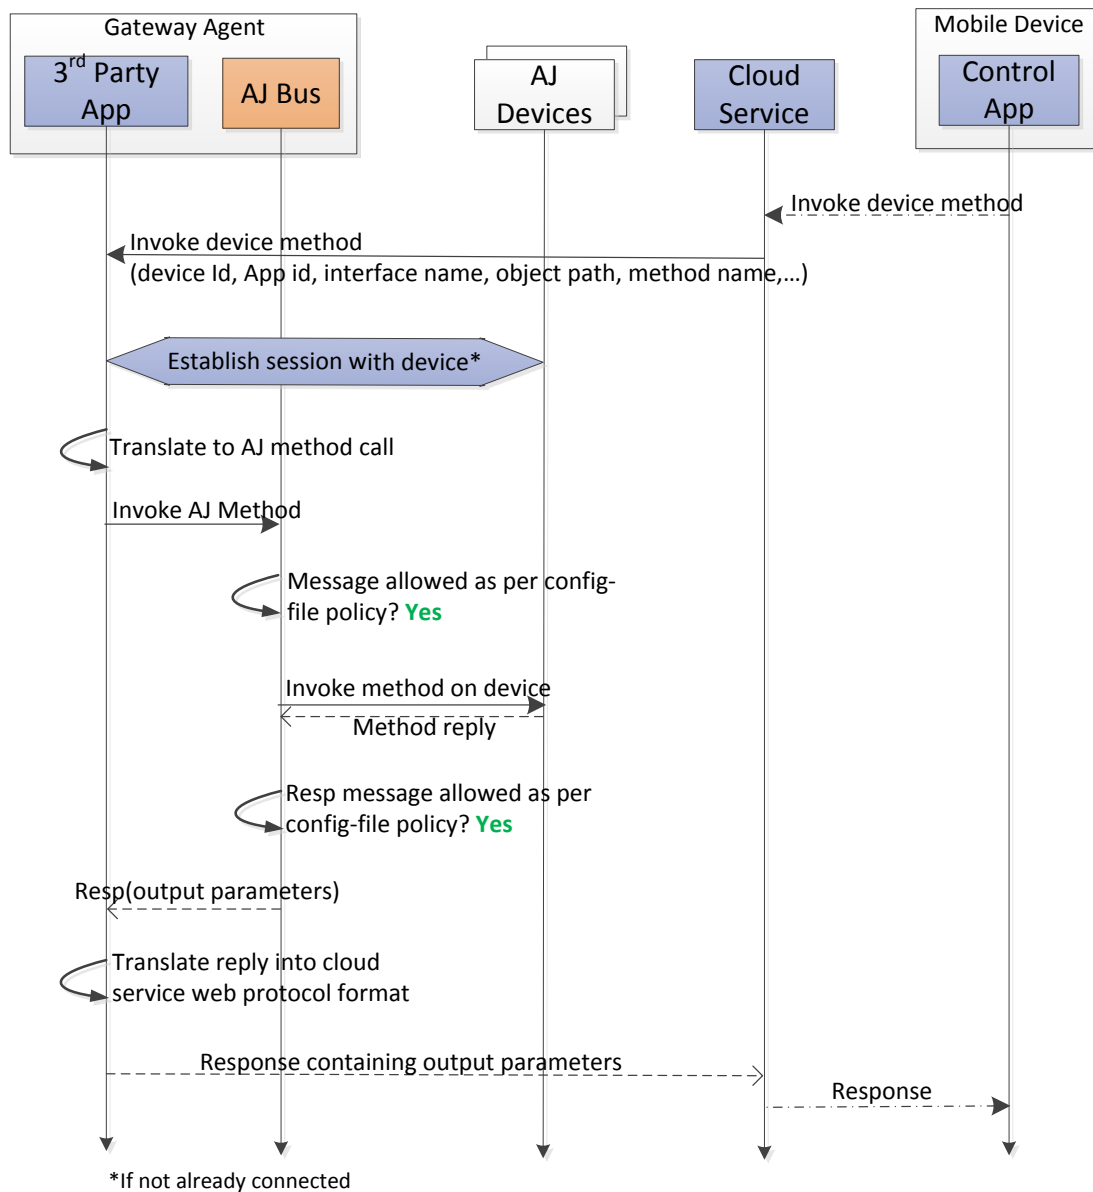 Gateway Agent
Mobile Device
3rd Party
App
AJ Bus
AJ
Devices
Cloud
Service
Control
App
Invoke device method
Invoke device method
(device Id, App id, interface name, object path, method name,...)
Establish session with device*
Translate to AJ method call
Invoke AJ Method
Message allowed as per config-
file policy? Yes
Invoke method on device
Method reply
Resp message allowed as per
config-file policy? Yes
Resp(output parameters)
Translate reply into cloud
service web protocol format
Response containing output parameters
Response
*If not already connected